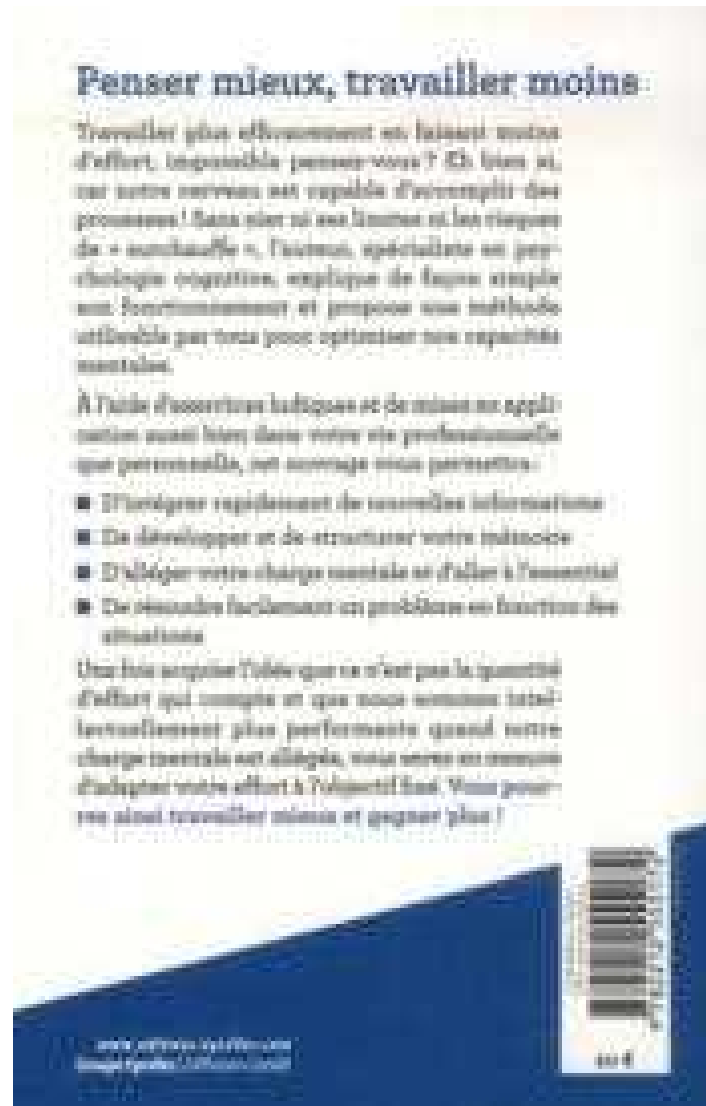 Penser mieux, travailler moins
Travailler plus efficacement en faisant moins
d'effort, impossible pensez-vous ? Eh bien si,
car notre cerveau est capable d'accomplir des
prouesses ! Sans nier ni ses limites ni les risques
de « surchauffe », l'auteur, spécialiste en psy-
chologie cognitive, explique de façon simple
son fonctionnement et propose une méthode
utilisable par tous pour optimiser nos capacités
mentales.
À l'aide d'exercices ludiques et de mises en appli-
cation aussi bien dans votre vie professionnelle
que personnelle, cet ouvrage vous permettra :
■ D'intégrer rapidement de nouvelles informations
■ De développer et de structurer votre mémoire
■ D'alléger votre charge mentale et d'aller à l'essentiel
■ De résoudre facilement un problème en fonction des
situations
Une fois acquise l'idée que ce n'est pas la quantité
d'effort qui compte et que nous sommes intel-
lectuellement plus performants quand notre
charge mentale est allégée, vous serez en mesure
d'adapter votre effort à l'objectif fixé. Vous pour-
rez ainsi travailler mieux et gagner plus !